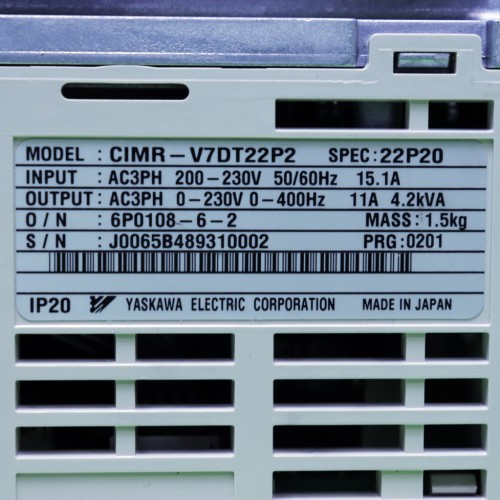 MODEL : CIMR-V7DT22P2 SPEC: 22P20
INPUT : AC3PH 200-230V 50/60Hz 15.1A
OUTPUT: AC3PH 0-230V 0-400Hz 11A 4.2kVA
O / N : 6P0108-6-2 MASS: 1.5kg
S / N : J0065B489310002 PRG: 0201
IP20 YASKAWA ELECTRIC CORPORATION MADE IN JAPAN